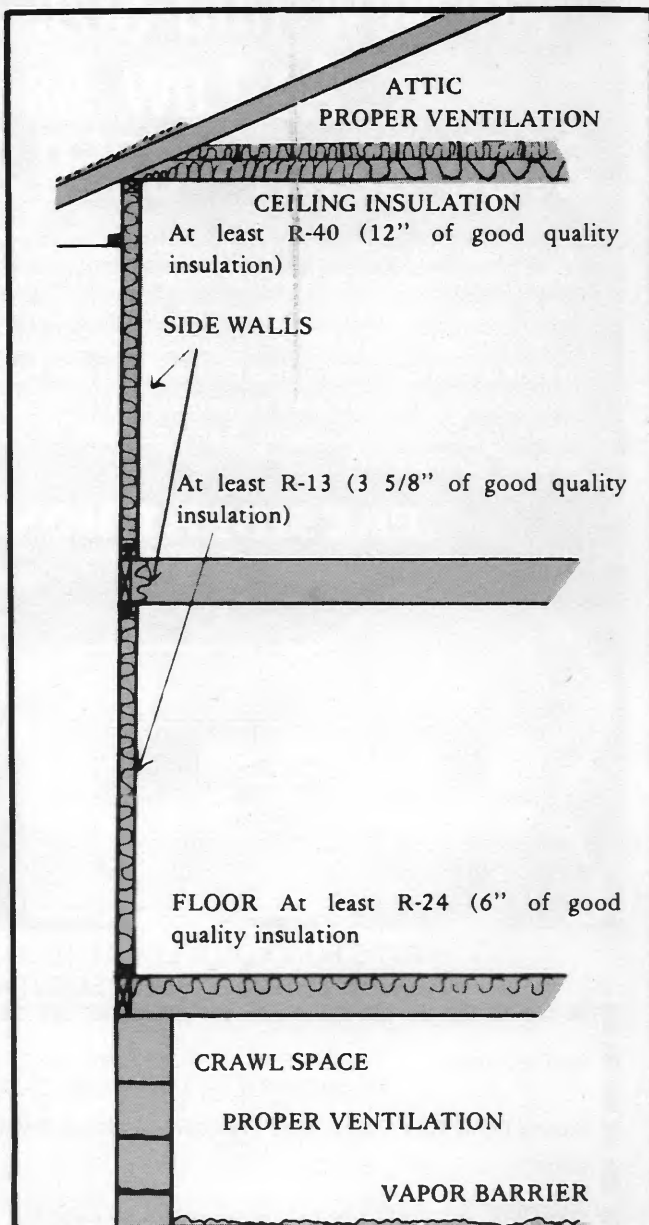 ATTIC
PROPER VENTILATION
CEILING INSULATION
At least R-40 (12” of good quality
insulation)
SIDE WALLS
At least R-13 (3 5/8” of good quality
insulation)
FLOOR At least R-24 (6” of good
quality insulation
CRAWL SPACE
PROPER VENTILATION
VAPOR BARRIER